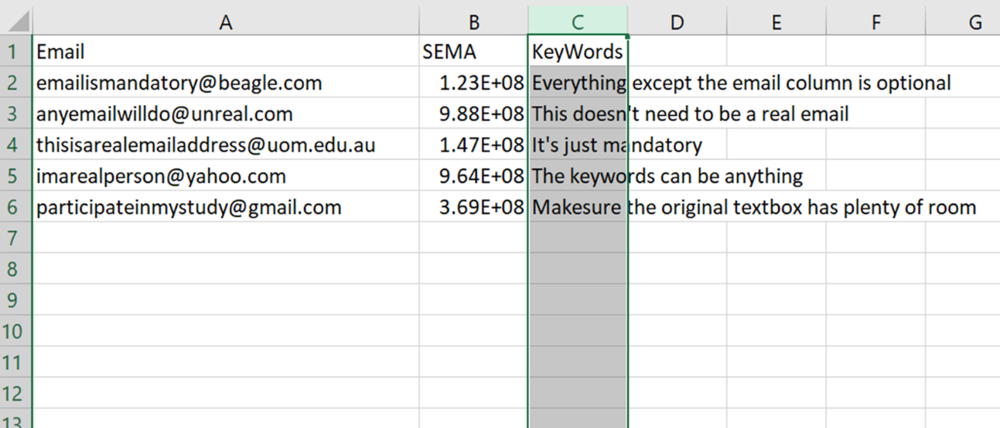 A B C D E F G
1 Email SEMA KeyWords
2 emailismandatory@beagle.com 1.23E+08 Everything except the email column is optional
3 anyemailwilldo@unreal.com 9.88E+08 This doesn't need to be a real email
4 thisisarealemailaddress@uom.edu.au 1.47E+08 It's just mandatory
5 imarealperson@yahoo.com 9.64E+08 The keywords can be anything
6 participateinmystudy@gmail.com 3.69E+08 Makesure the original textbox has plenty of room
7
8
9
10
11
12
13